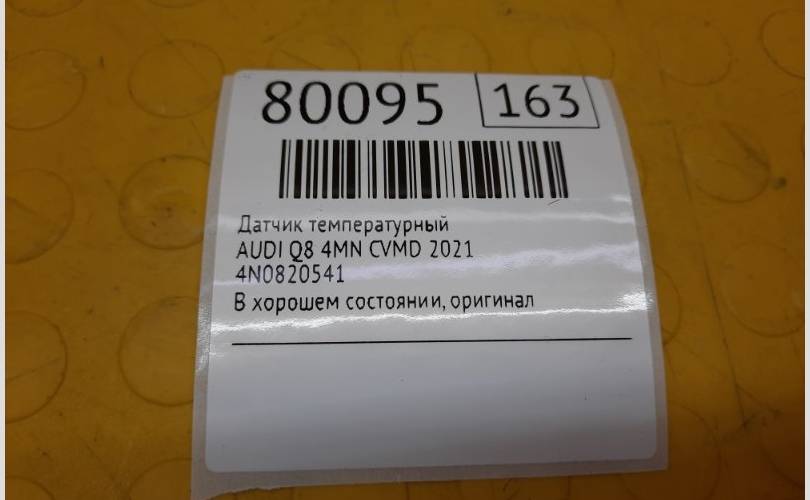 80095 163
Датчик температурный
AUDI Q8 4MN CVMD 2021
4N0820541
В хорошем состоянии, оригинал